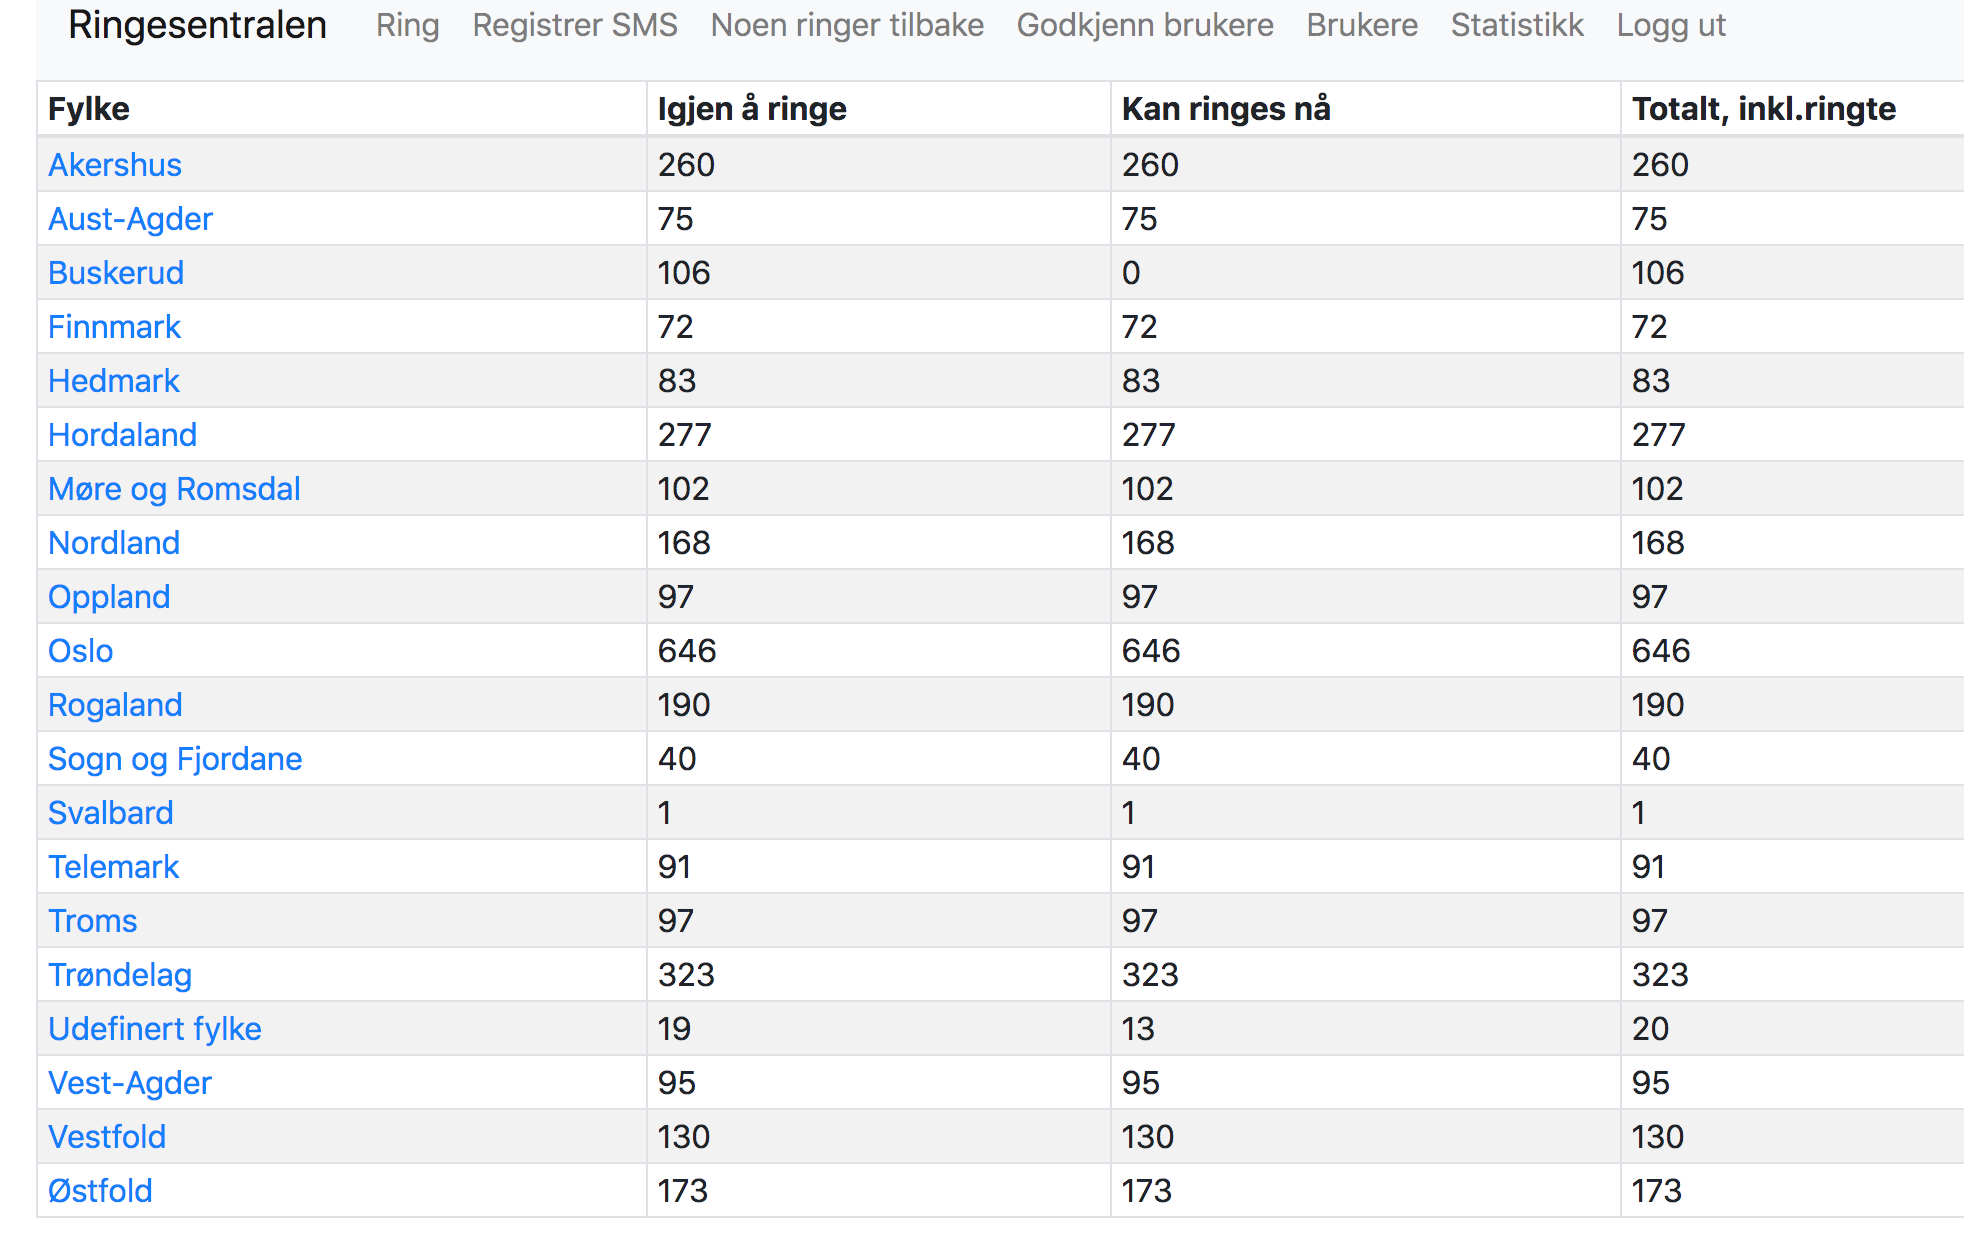 Ringesentralen Ring Registrer SMS Noen ringer tilbake Godkjenn brukere Brukere Statistikk Logg ut
Fylke Igjen å ringe Kan ringes nå Totalt, inkl.ringte
Akershus 260 260 260
Aust-Agder 75 75 75
Buskerud 106 0 106
Finnmark 72 72 72
Hedmark 83 83 83
Hordaland 277 277 277
Møre og Romsdal 102 102 102
Nordland 168 168 168
Oppland 97 97 97
Oslo 646 646 646
Rogaland 190 190 190
Sogn og Fjordane 40 40 40
Svalbard 1 1 1
Telemark 91 91 91
Troms 97 97 97
Trøndelag 323 323 323
Udefinert fylke 19 13 20
Vest-Agder 95 95 95
Vestfold 130 130 130
Østfold 173 173 173